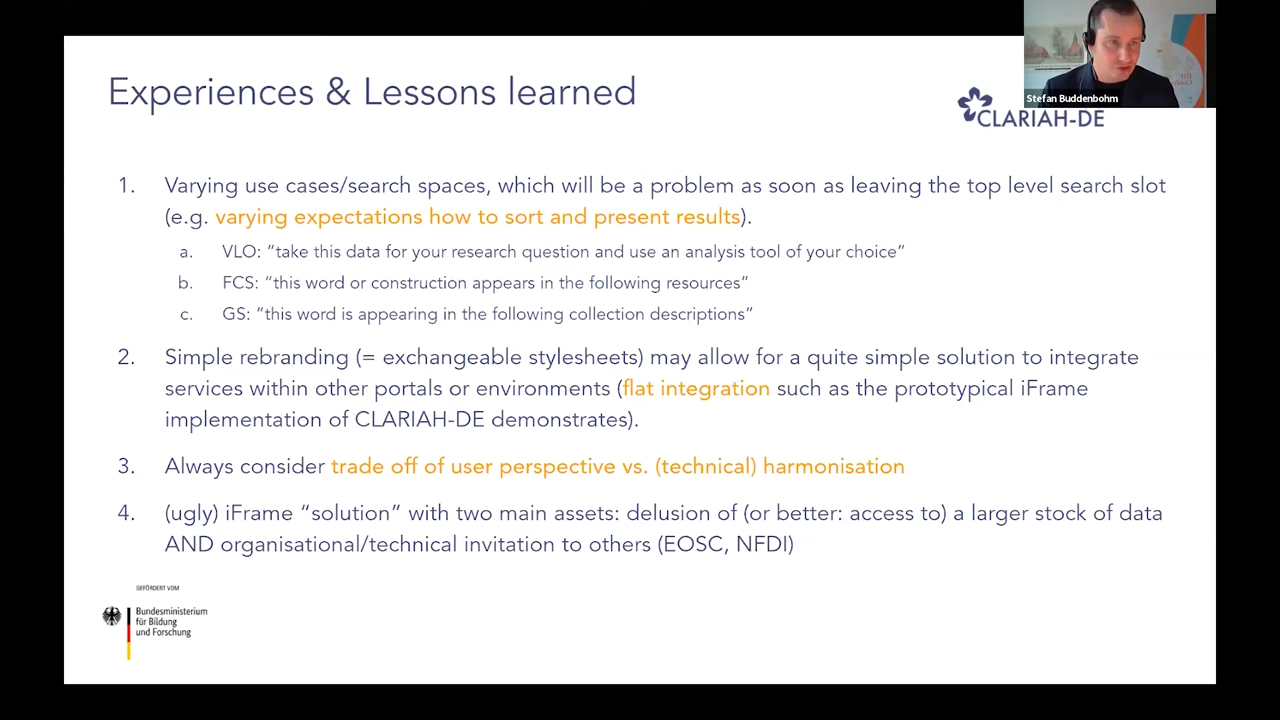 Experiences & Lessons learned
Stefan Buddenbohm
CLARIAH-DE
1. Varying use cases/search spaces, which will be a problem as soon as leaving the top level search slot
(e.g. varying expectations how to sort and present results).
a. VLO: "take this data for your research question and use an analysis tool of your choice"
b. FCS: "this word or construction appears in the following resources"
c. GS: "this word is appearing in the following collection descriptions"
2. Simple rebranding (= exchangeable stylesheets) may allow for a quite simple solution to integrate
services within other portals or environments (flat integration such as the prototypical iFrame
implementation of CLARIAH-DE demonstrates).
3. Always consider trade off of user perspective vs. (technical) harmonisation
4. (ugly) iFrame "solution" with two main assets: delusion of (or better: access to) a larger stock of data
AND organisational/technical invitation to others (EOSC, NFDI)
GEFÖRDERT VOM
Bundesministerium
für Bildung
und Forschung